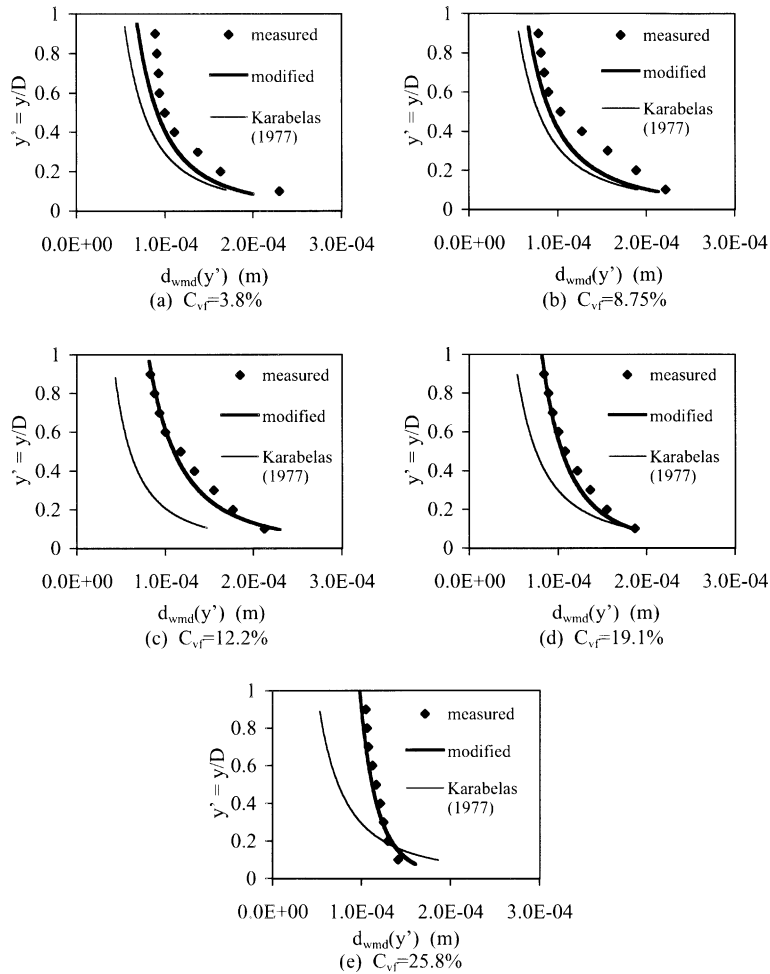 y' = y/D
1
0.8
0.6
0.4
0.2
0
measured
modified
Karabelas
(1977)
0.0E+00 1.0E-04 2.0E-04 3.0E-04
d_wmd(y') (m)
(a) C_vf=3.8%
y' = y/D
1
0.8
0.6
0.4
0.2
0
measured
modified
Karabelas
(1977)
0.0E+00 1.0E-04 2.0E-04 3.0E-04
d_wmd(y') (m)
(b) C_vf=8.75%
y' = y/D
1
0.8
0.6
0.4
0.2
0
measured
modified
Karabelas
(1977)
0.0E+00 1.0E-04 2.0E-04 3.0E-04
d_wmd(y') (m)
(c) C_vf=12.2%
y' = y/D
1
0.8
0.6
0.4
0.2
0
measured
modified
Karabelas
(1977)
0.0E+00 1.0E-04 2.0E-04 3.0E-04
d_wmd(y') (m)
(d) C_vf=19.1%
y' = y/D
1
0.8
0.6
0.4
0.2
0
measured
modified
Karabelas
(1977)
0.0E+00 1.0E-04 2.0E-04 3.0E-04
d_wmd(y') (m)
(e) C_vf=25.8%